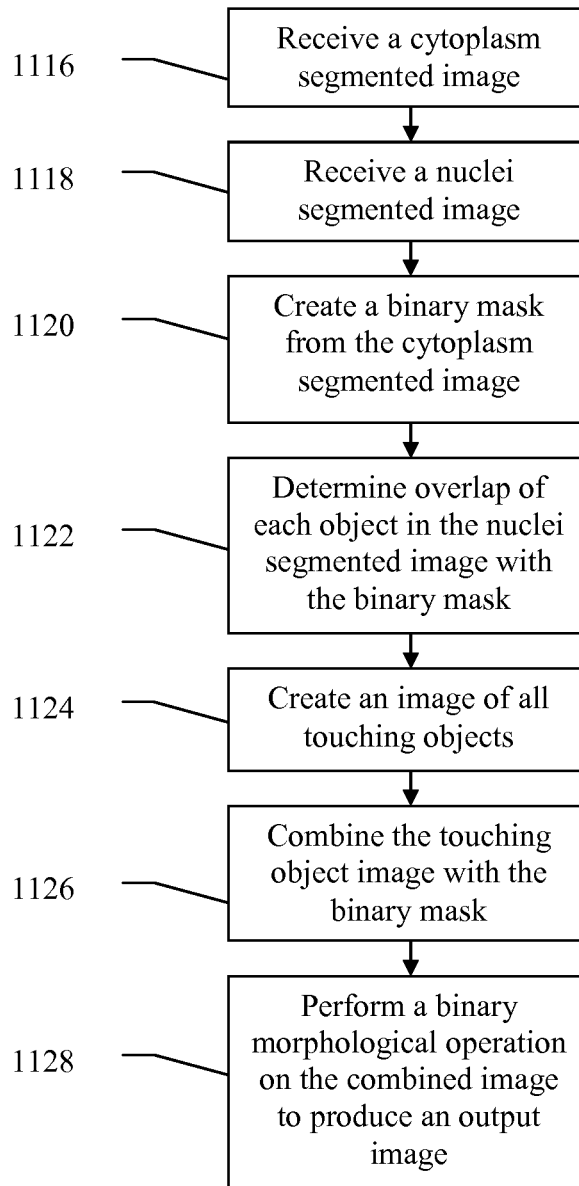 1116
Receive a cytoplasm
segmented image
1118
Receive a nuclei
segmented image
1120
Create a binary mask
from the cytoplasm
segmented image
1122
Determine overlap of
each object in the nuclei
segmented image with
the binary mask
1124
Create an image of all
touching objects
1126
Combine the touching
object image with the
binary mask
1128
Perform a binary
morphological operation
on the combined image
to produce an output
image